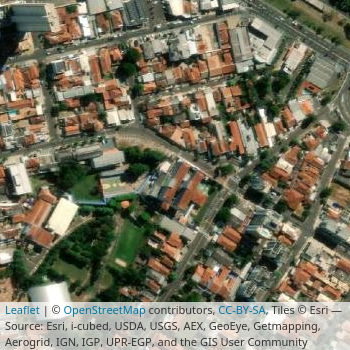 Leaflet | © OpenStreetMap contributors, CC-BY-SA, Tiles © Esri —
Source: Esri, i-cubed, USDA, USGS, AEX, GeoEye, Getmapping,
Aerogrid, IGN, IGP, UPR-EGP, and the GIS User Community